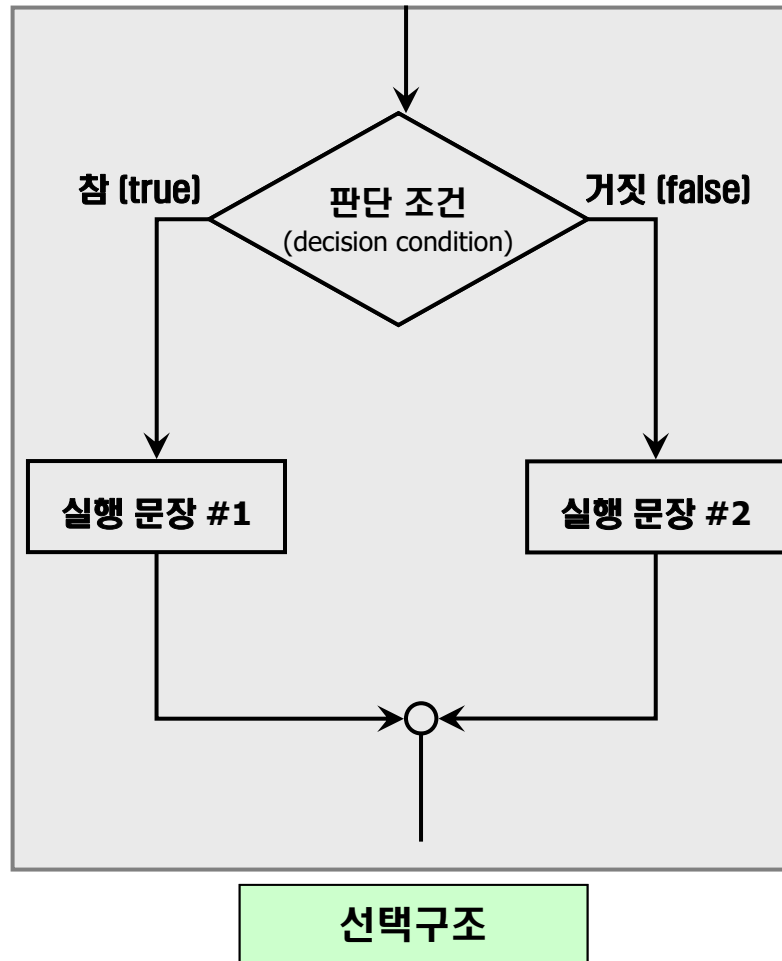 참 (true)
거짓 (false)
판단 조건
(decision condition)
실행 문장 #1
실행 문장 #2
선택구조